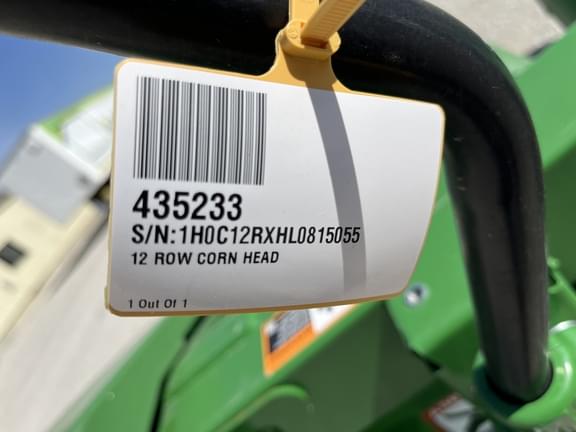 435233
S/N:1H0C12RXHL0815055
12 ROW CORN HEAD
1 Out Of 1